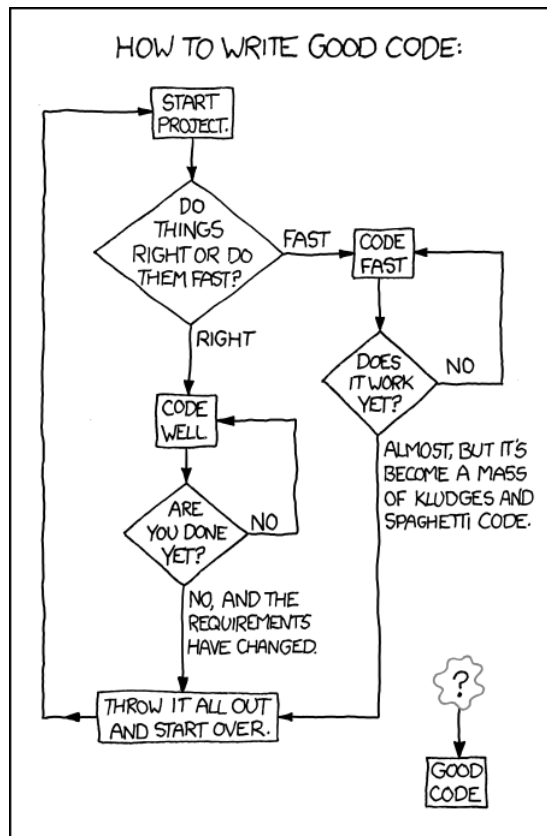 HOW TO WRITE GOOD CODE:
START
PROJECT.
DO
THINGS
RIGHT OR DO
THEM FAST?
FAST
CODE
FAST
RIGHT
DOES
IT WORK
YET?
NO
CODE
WELL
ARE
YOU DONE
YET?
NO
ALMOST, BUT IT'S
BECOME A MASS
OF KLUDGES AND
SPAGHETTI CODE.
NO, AND THE
REQUIREMENTS
HAVE CHANGED.
THROW IT ALL OUT
AND START OVER.
?
GOOD
CODE